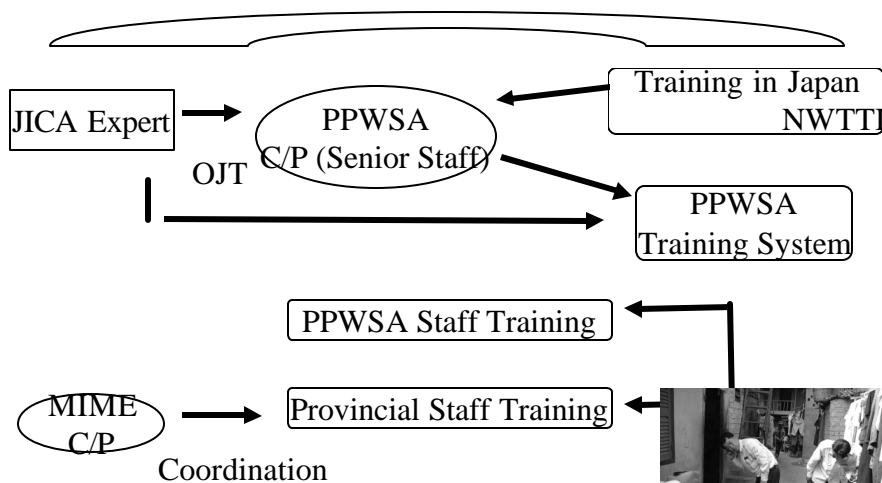 JICA Expert
OJT
PPWSA
C/P (Senior Staff)
Training in Japan
NWTTI
PPWSA
Training System
PPWSA Staff Training
MIME
C/P
Coordination
Provincial Staff Training